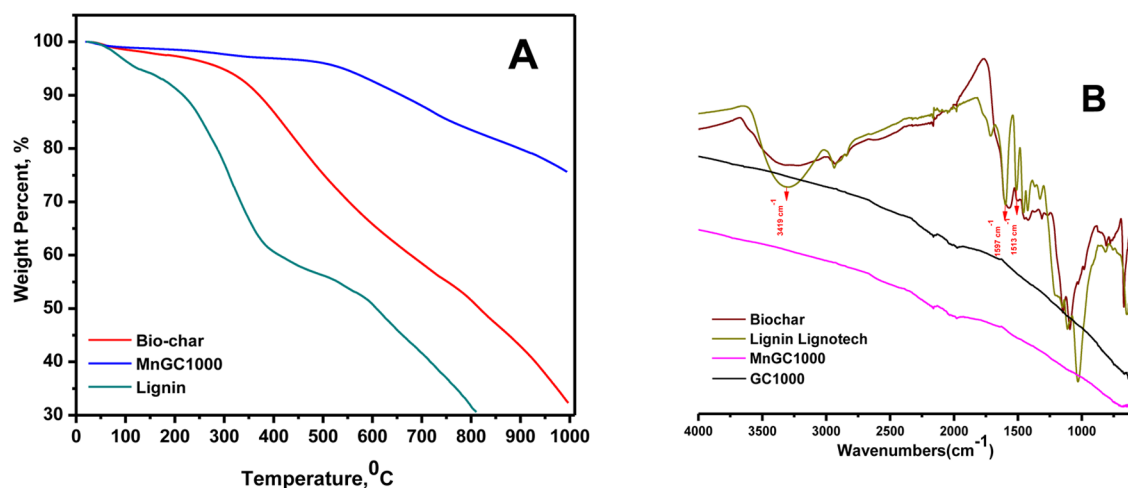 A
Weight Percent, %
100
90
80
70
60
50
40
30
Bio-char
MnGC1000
Lignin
0 100 200 300 400 500 600 700 800 900 1000
Temperature,⁰C
B
3419 cm⁻¹
1597 cm⁻¹
1513 cm⁻¹
Biochar
Lignin Lignotech
MnGC1000
GC1000
4000 3500 3000 2500 2000 1500 1000
Wavenumbers(cm⁻¹)